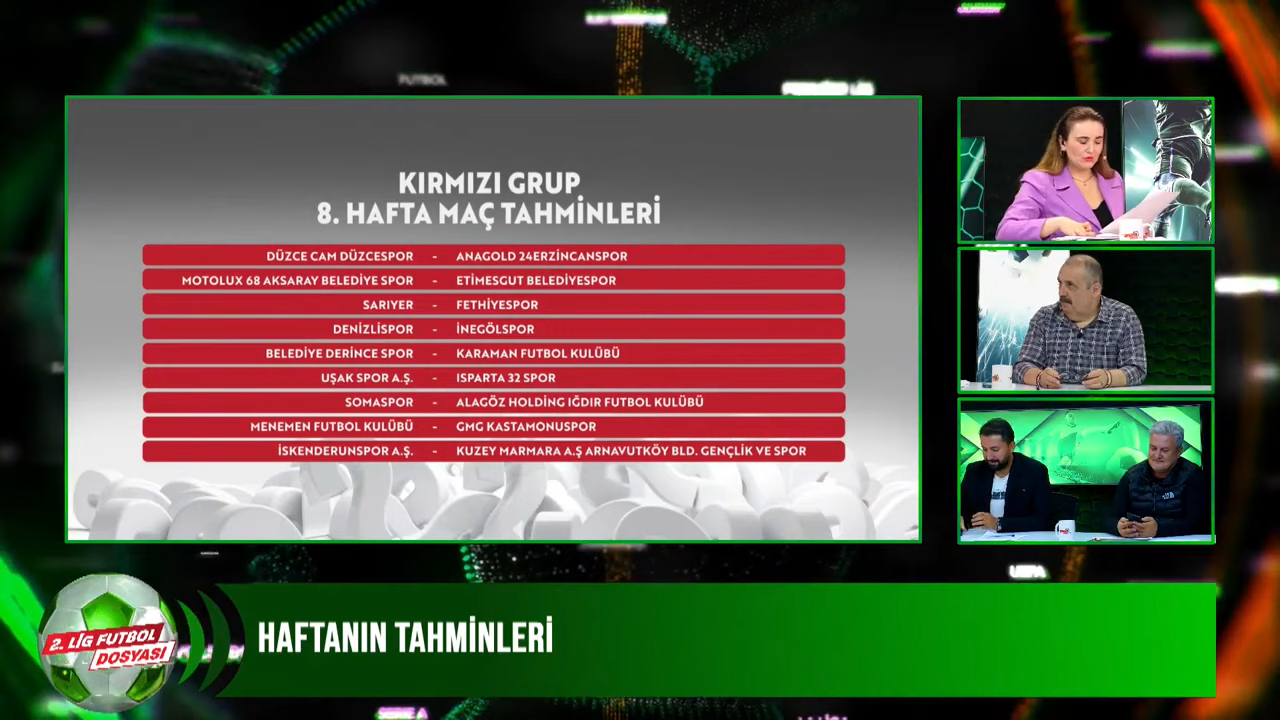 FUTBOL
KIRMIZI GRUP
8. HAFTA MAÇ TAHMİNLERİ
DÜZCE CAM DÜZCESPOR - ANAGOLD 24ERZİNCANSPOR
MOTOLUX 68 AKSARAY BELEDİYE SPOR - ETİMESGUT BELEDİYESPOR
SARIYER - FETHİYESPOR
DENİZLİSPOR - İNEGÖLSPOR
BELEDİYE DERİNCE SPOR - KARAMAN FUTBOL KULÜBÜ
UŞAK SPOR A.Ş. - ISPARTA 32 SPOR
SOMASPOR - ALAGÖZ HOLDİNG IĞDIR FUTBOL KULÜBÜ
MENEMEN FUTBOL KULÜBÜ - GMG KASTAMONUSPOR
İSKENDERUNSPOR A.Ş. - KUZEY MARMARA A.Ş ARNAVUTKÖY BLD. GENÇLİK VE SPOR
UEFA
2. LİG FUTBOL
DOSYASI
HAFTANIN TAHMİNLERİ
SERIE A